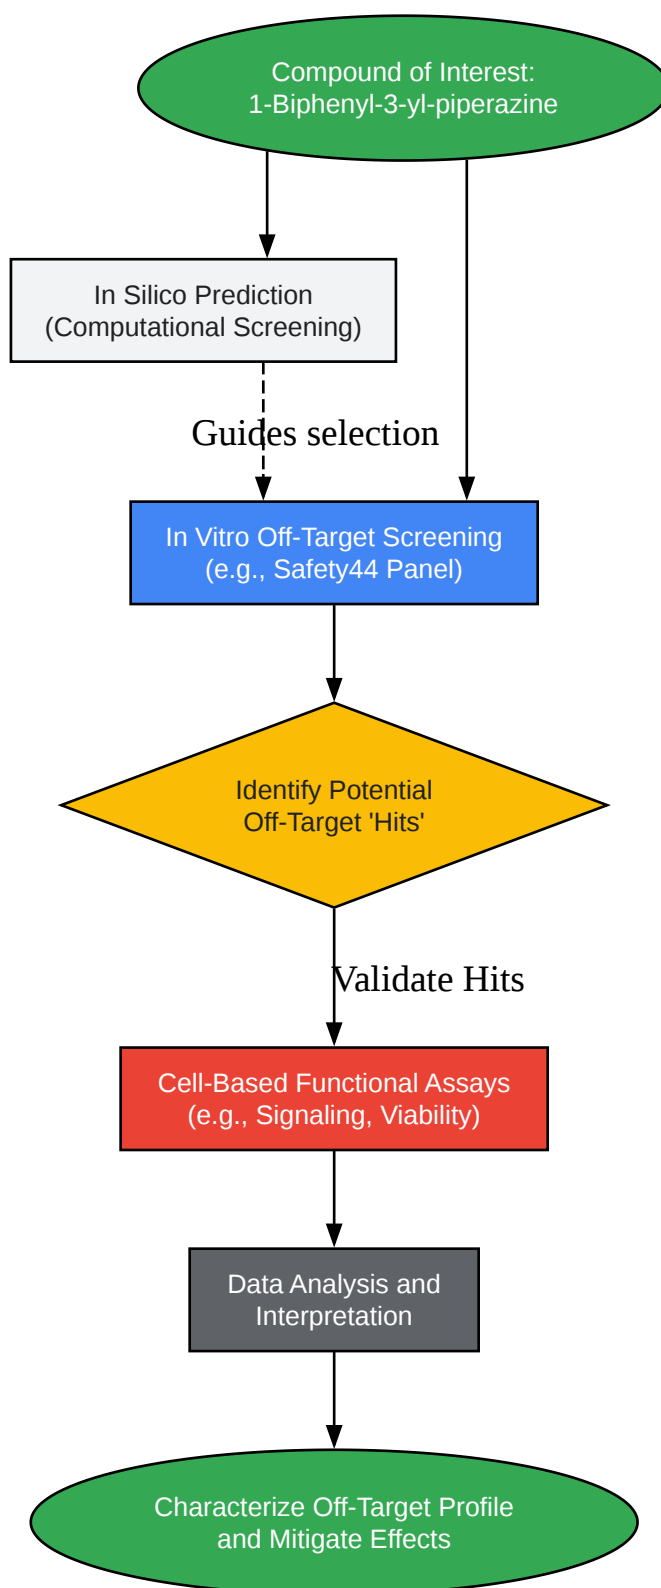 Compound of Interest:
1-Biphenyl-3-yl-piperazine
In Silico Prediction
(Computational Screening)
Guides selection
In Vitro Off-Target Screening
(e.g., Safety44 Panel)
Identify Potential
Off-Target 'Hits'
Validate Hits
Cell-Based Functional Assays
(e.g., Signaling, Viability)
Data Analysis and
Interpretation
Characterize Off-Target Profile
and Mitigate Effects